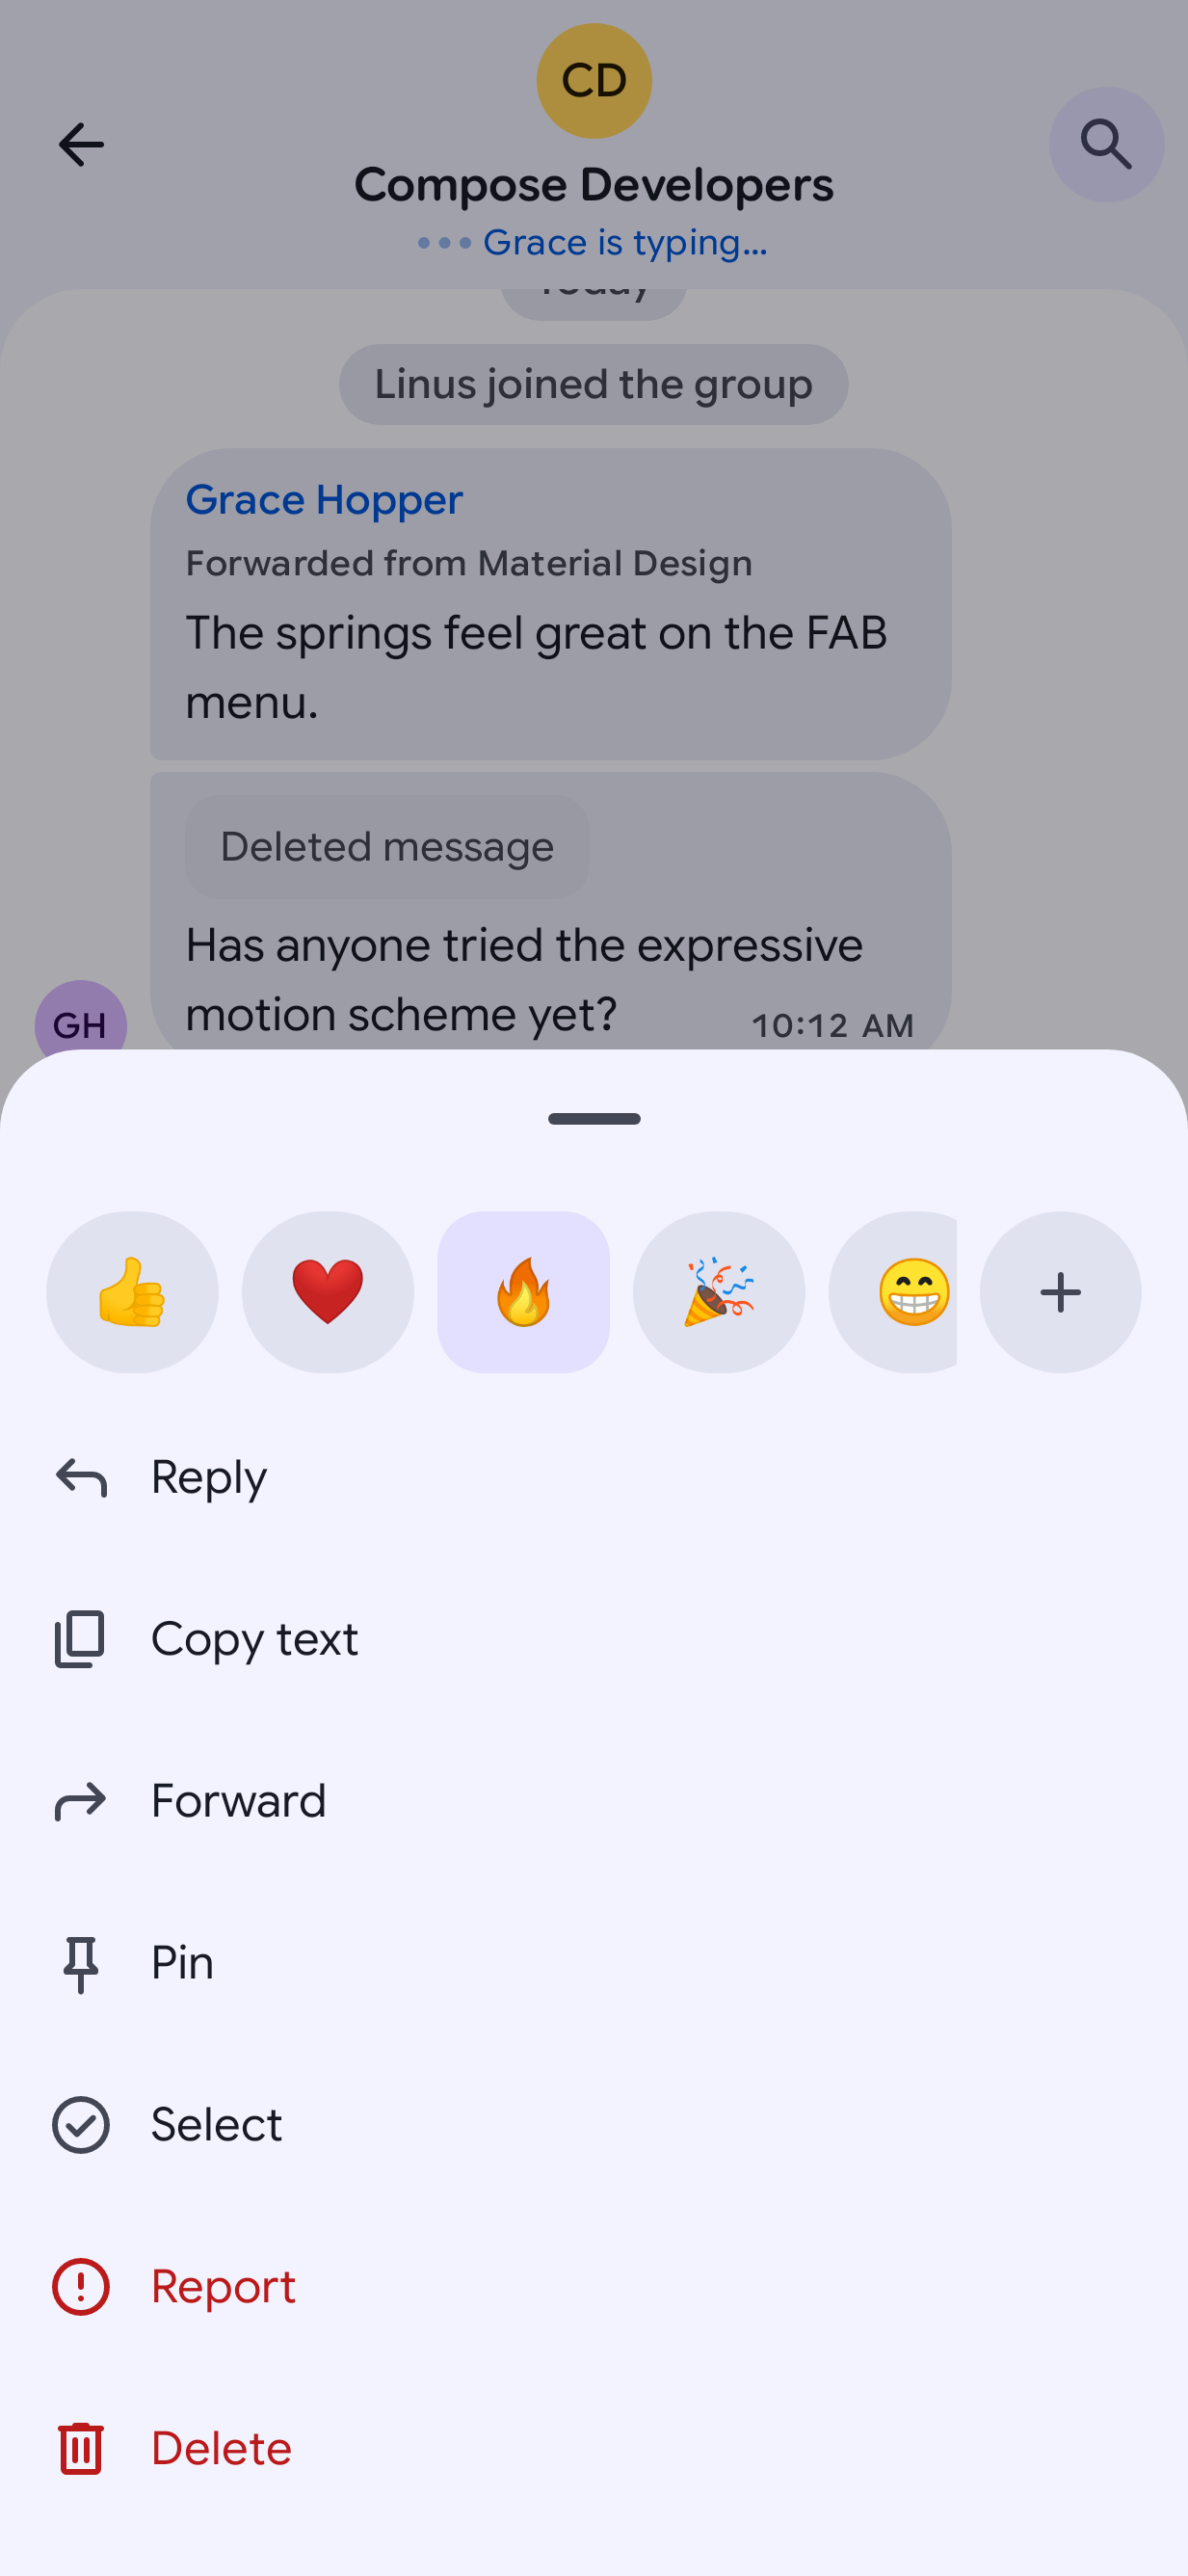 CD
Compose Developers
Grace is typing...
Today
Linus joined the group
Grace Hopper
Forwarded from Material Design
The springs feel great on the FAB
menu.
Deleted message
Has anyone tried the expressive
motion scheme yet?
10:12 AM
GH
Reply
Copy text
Forward
Pin
Select
Report
Delete